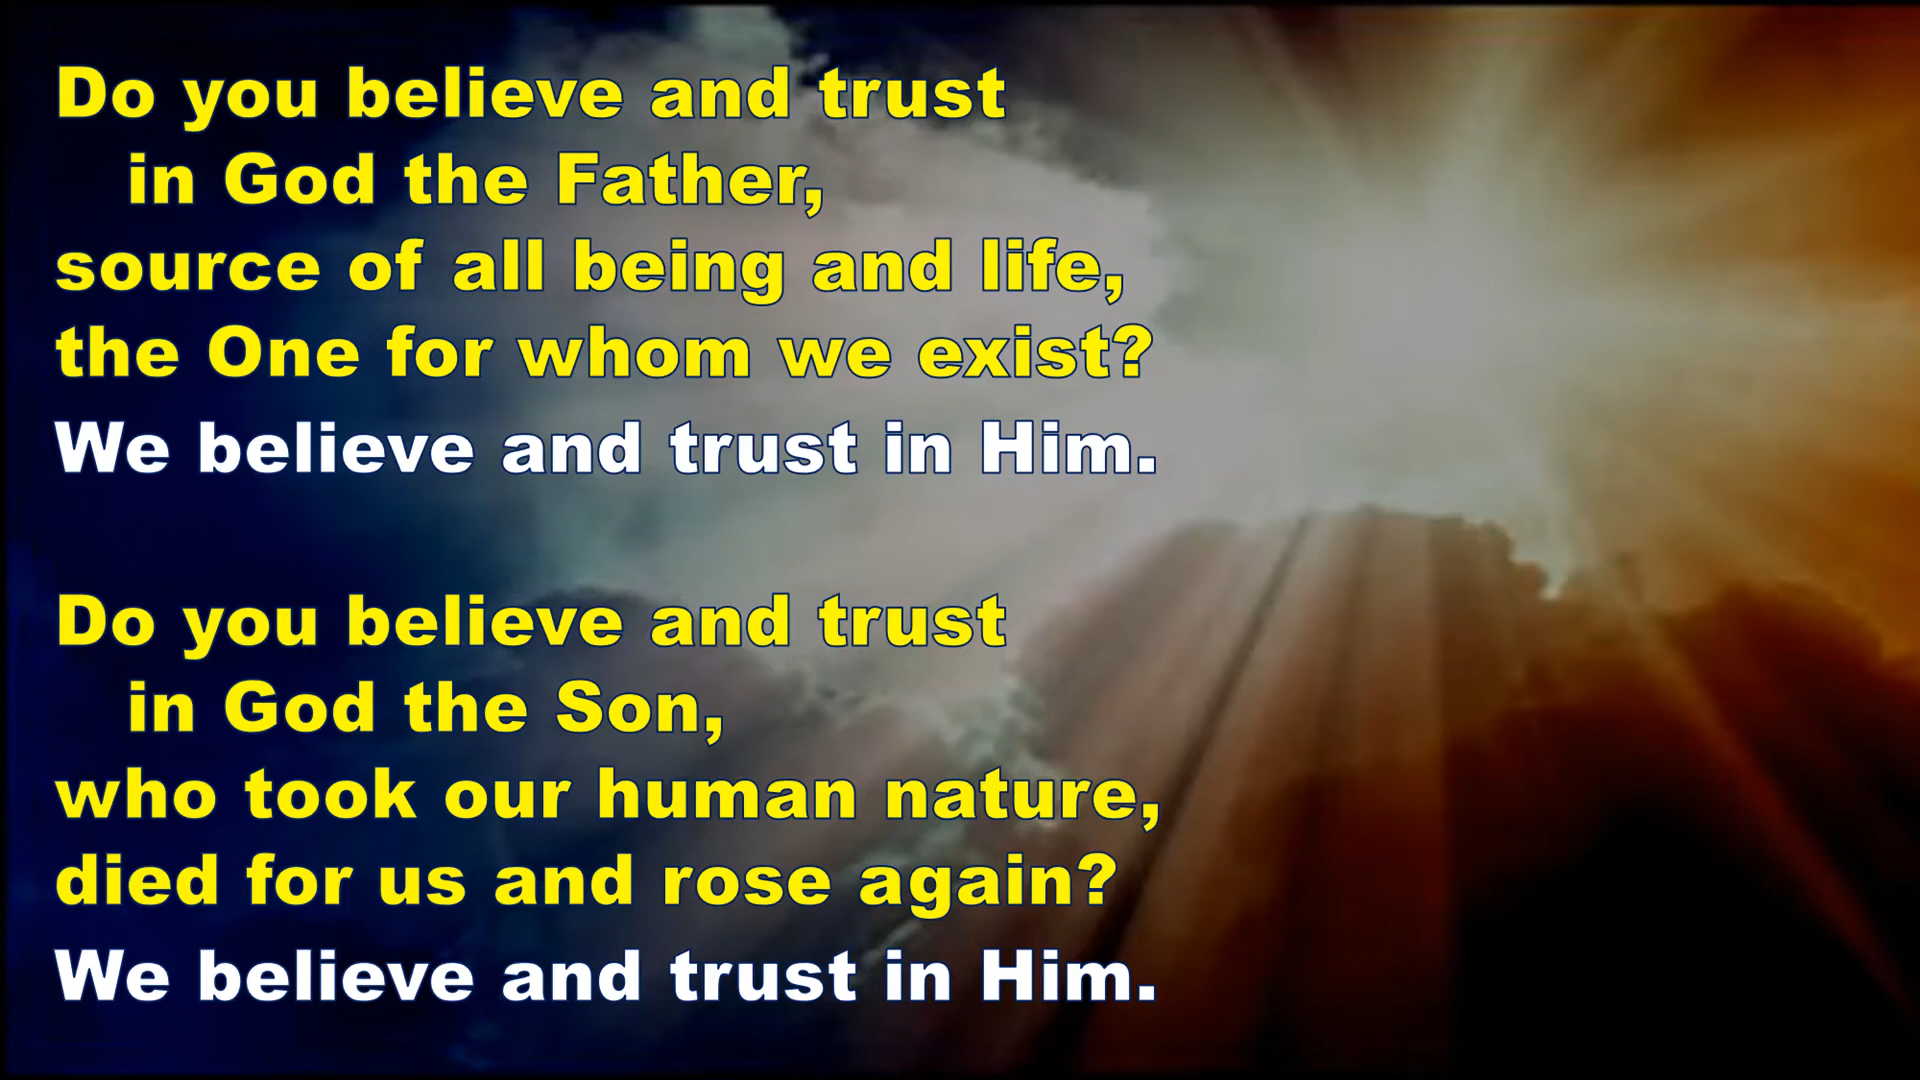 Do you believe and trust
in God the Father,
source of all being and life,
the One for whom we exist?
We believe and trust in Him.
Do you believe and trust
in God the Son,
who took our human nature,
died for us and rose again?
We believe and trust in Him.